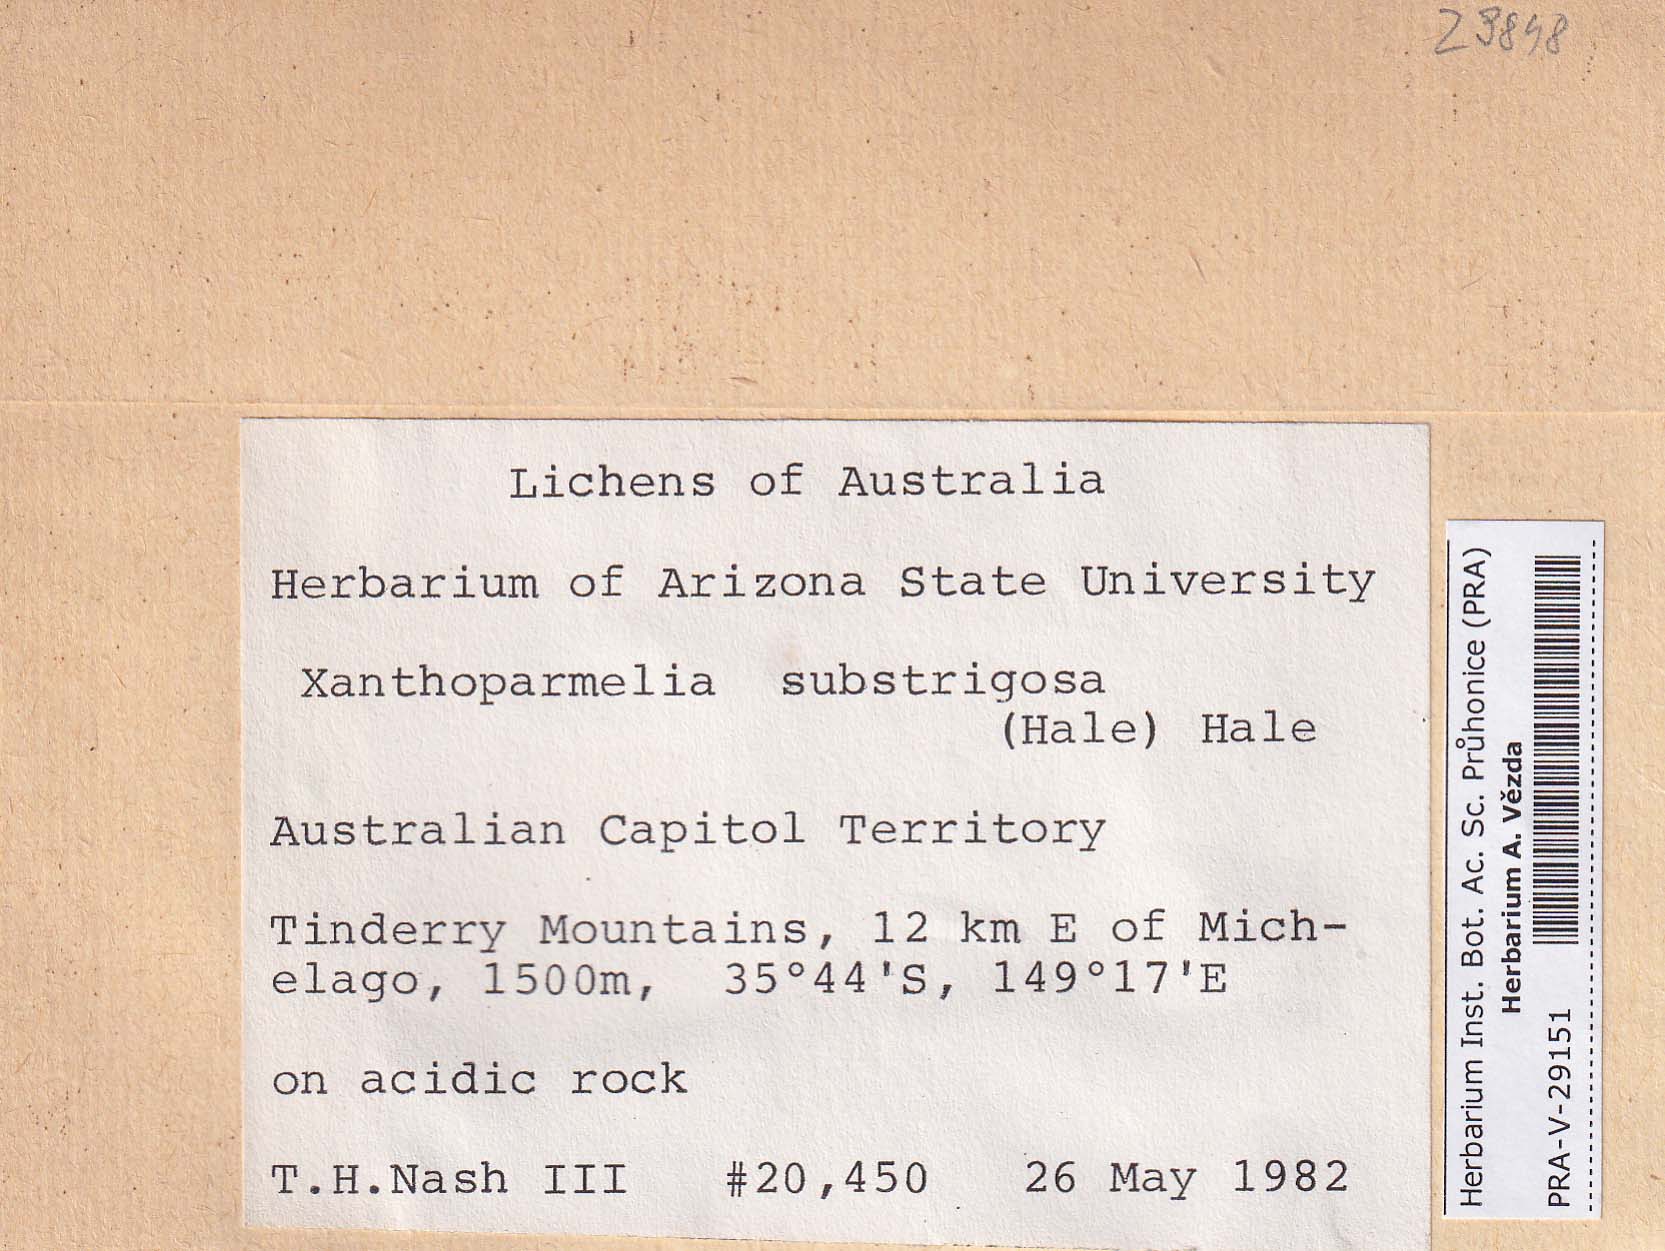 23848
Lichens of Australia
Herbarium of Arizona State University
Xanthoparmelia substrigosa
(Hale) Hale
Australian Capitol Territory
Tinderry Mountains, 12 km E of Mich-
elago, 1500m, 35°44'S, 149°17'E
on acidic rock
T.H.Nash III #20,450 26 May 1982
Herbarium Inst. Bot. Ac. Sc. Průhonice (PRA)
Herbarium A. Vězda
PRA-V-29151